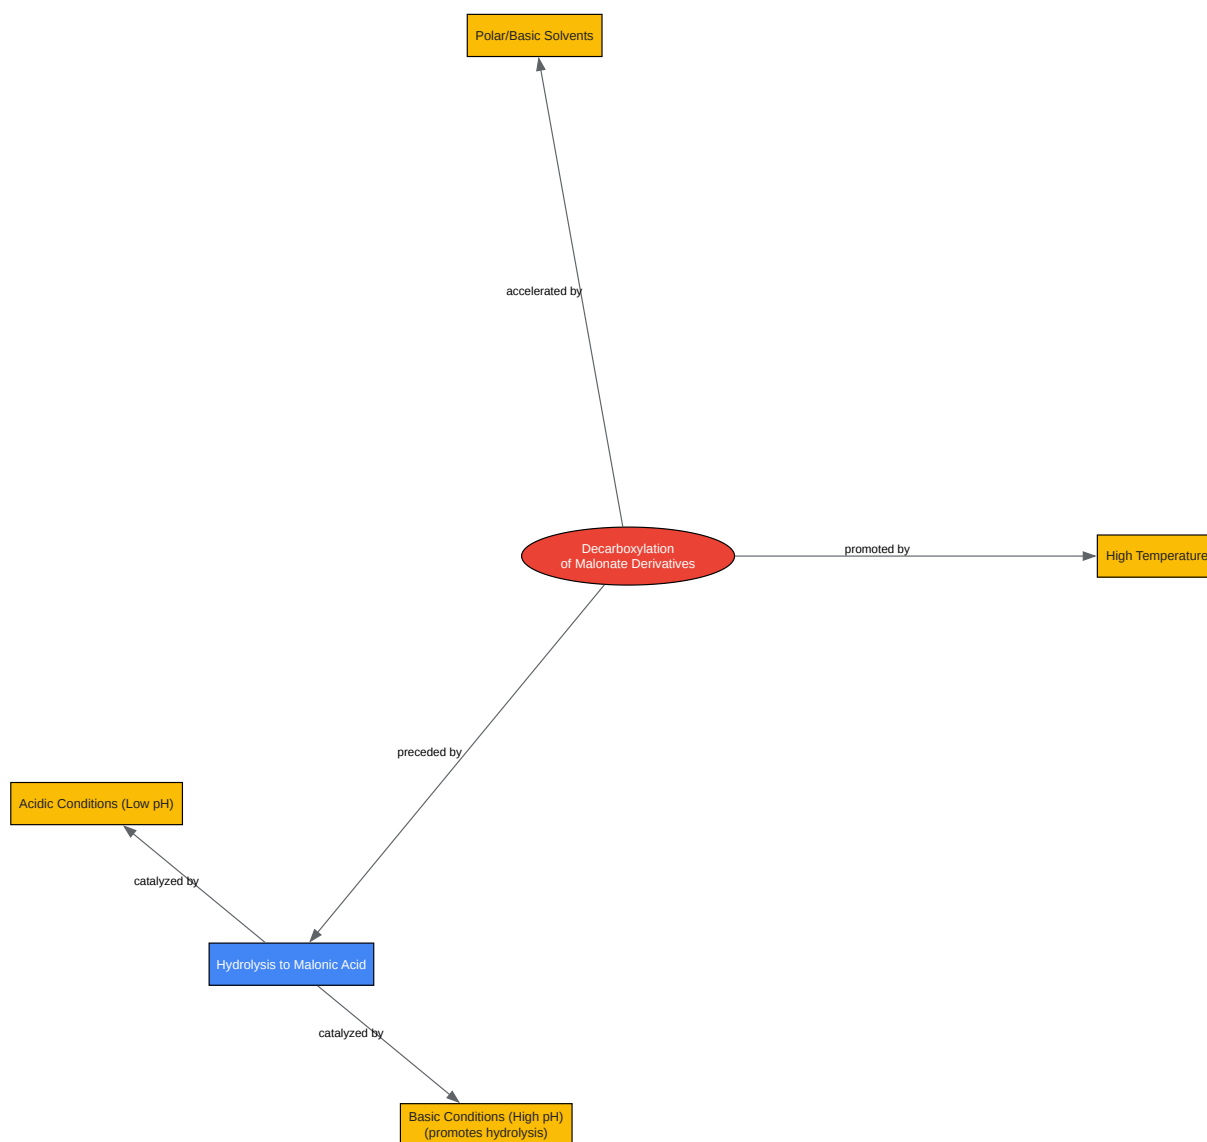 Polar/Basic Solvents
accelerated by
Decarboxylation
of Malonate Derivatives
promoted by
High Temperature
preceded by
Acidic Conditions (Low pH)
catalyzed by
Hydrolysis to Malonic Acid
catalyzed by
Basic Conditions (High pH)
(promotes hydrolysis)